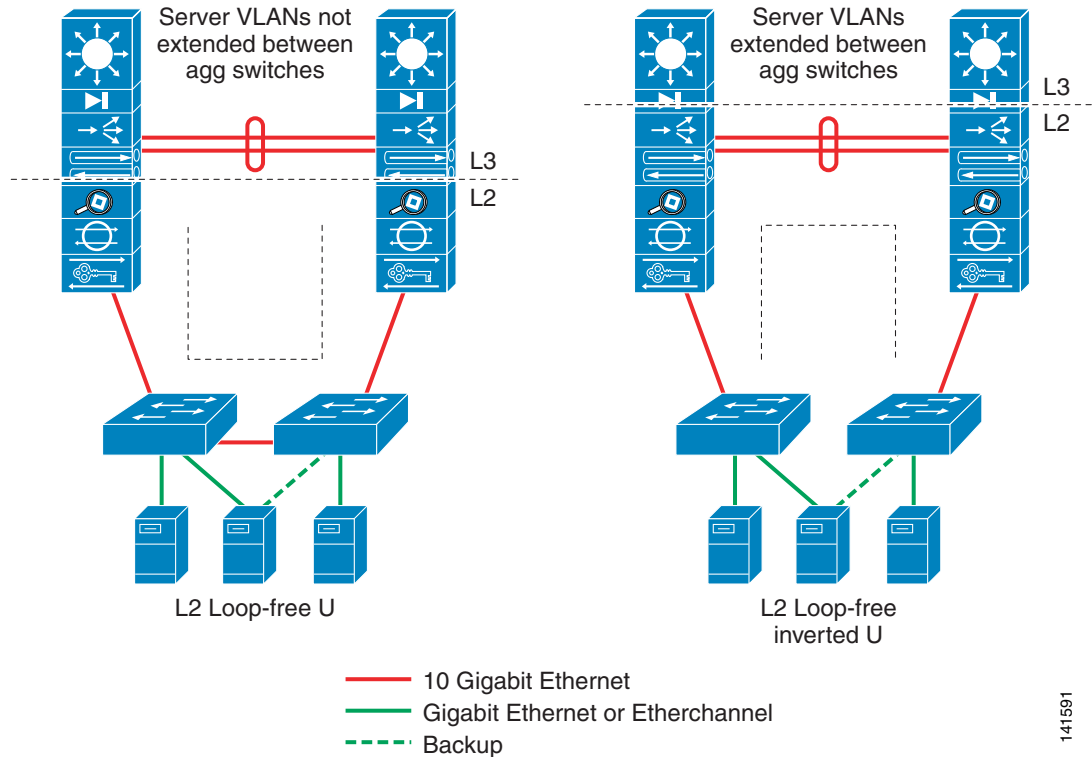 Server VLANs not
extended between
agg switches
L3
L2
L2 Loop-free U
Server VLANs
extended between
agg switches
L3
L2
L2 Loop-free
inverted U
10 Gigabit Ethernet
Gigabit Ethernet or Etherchannel
Backup
141591